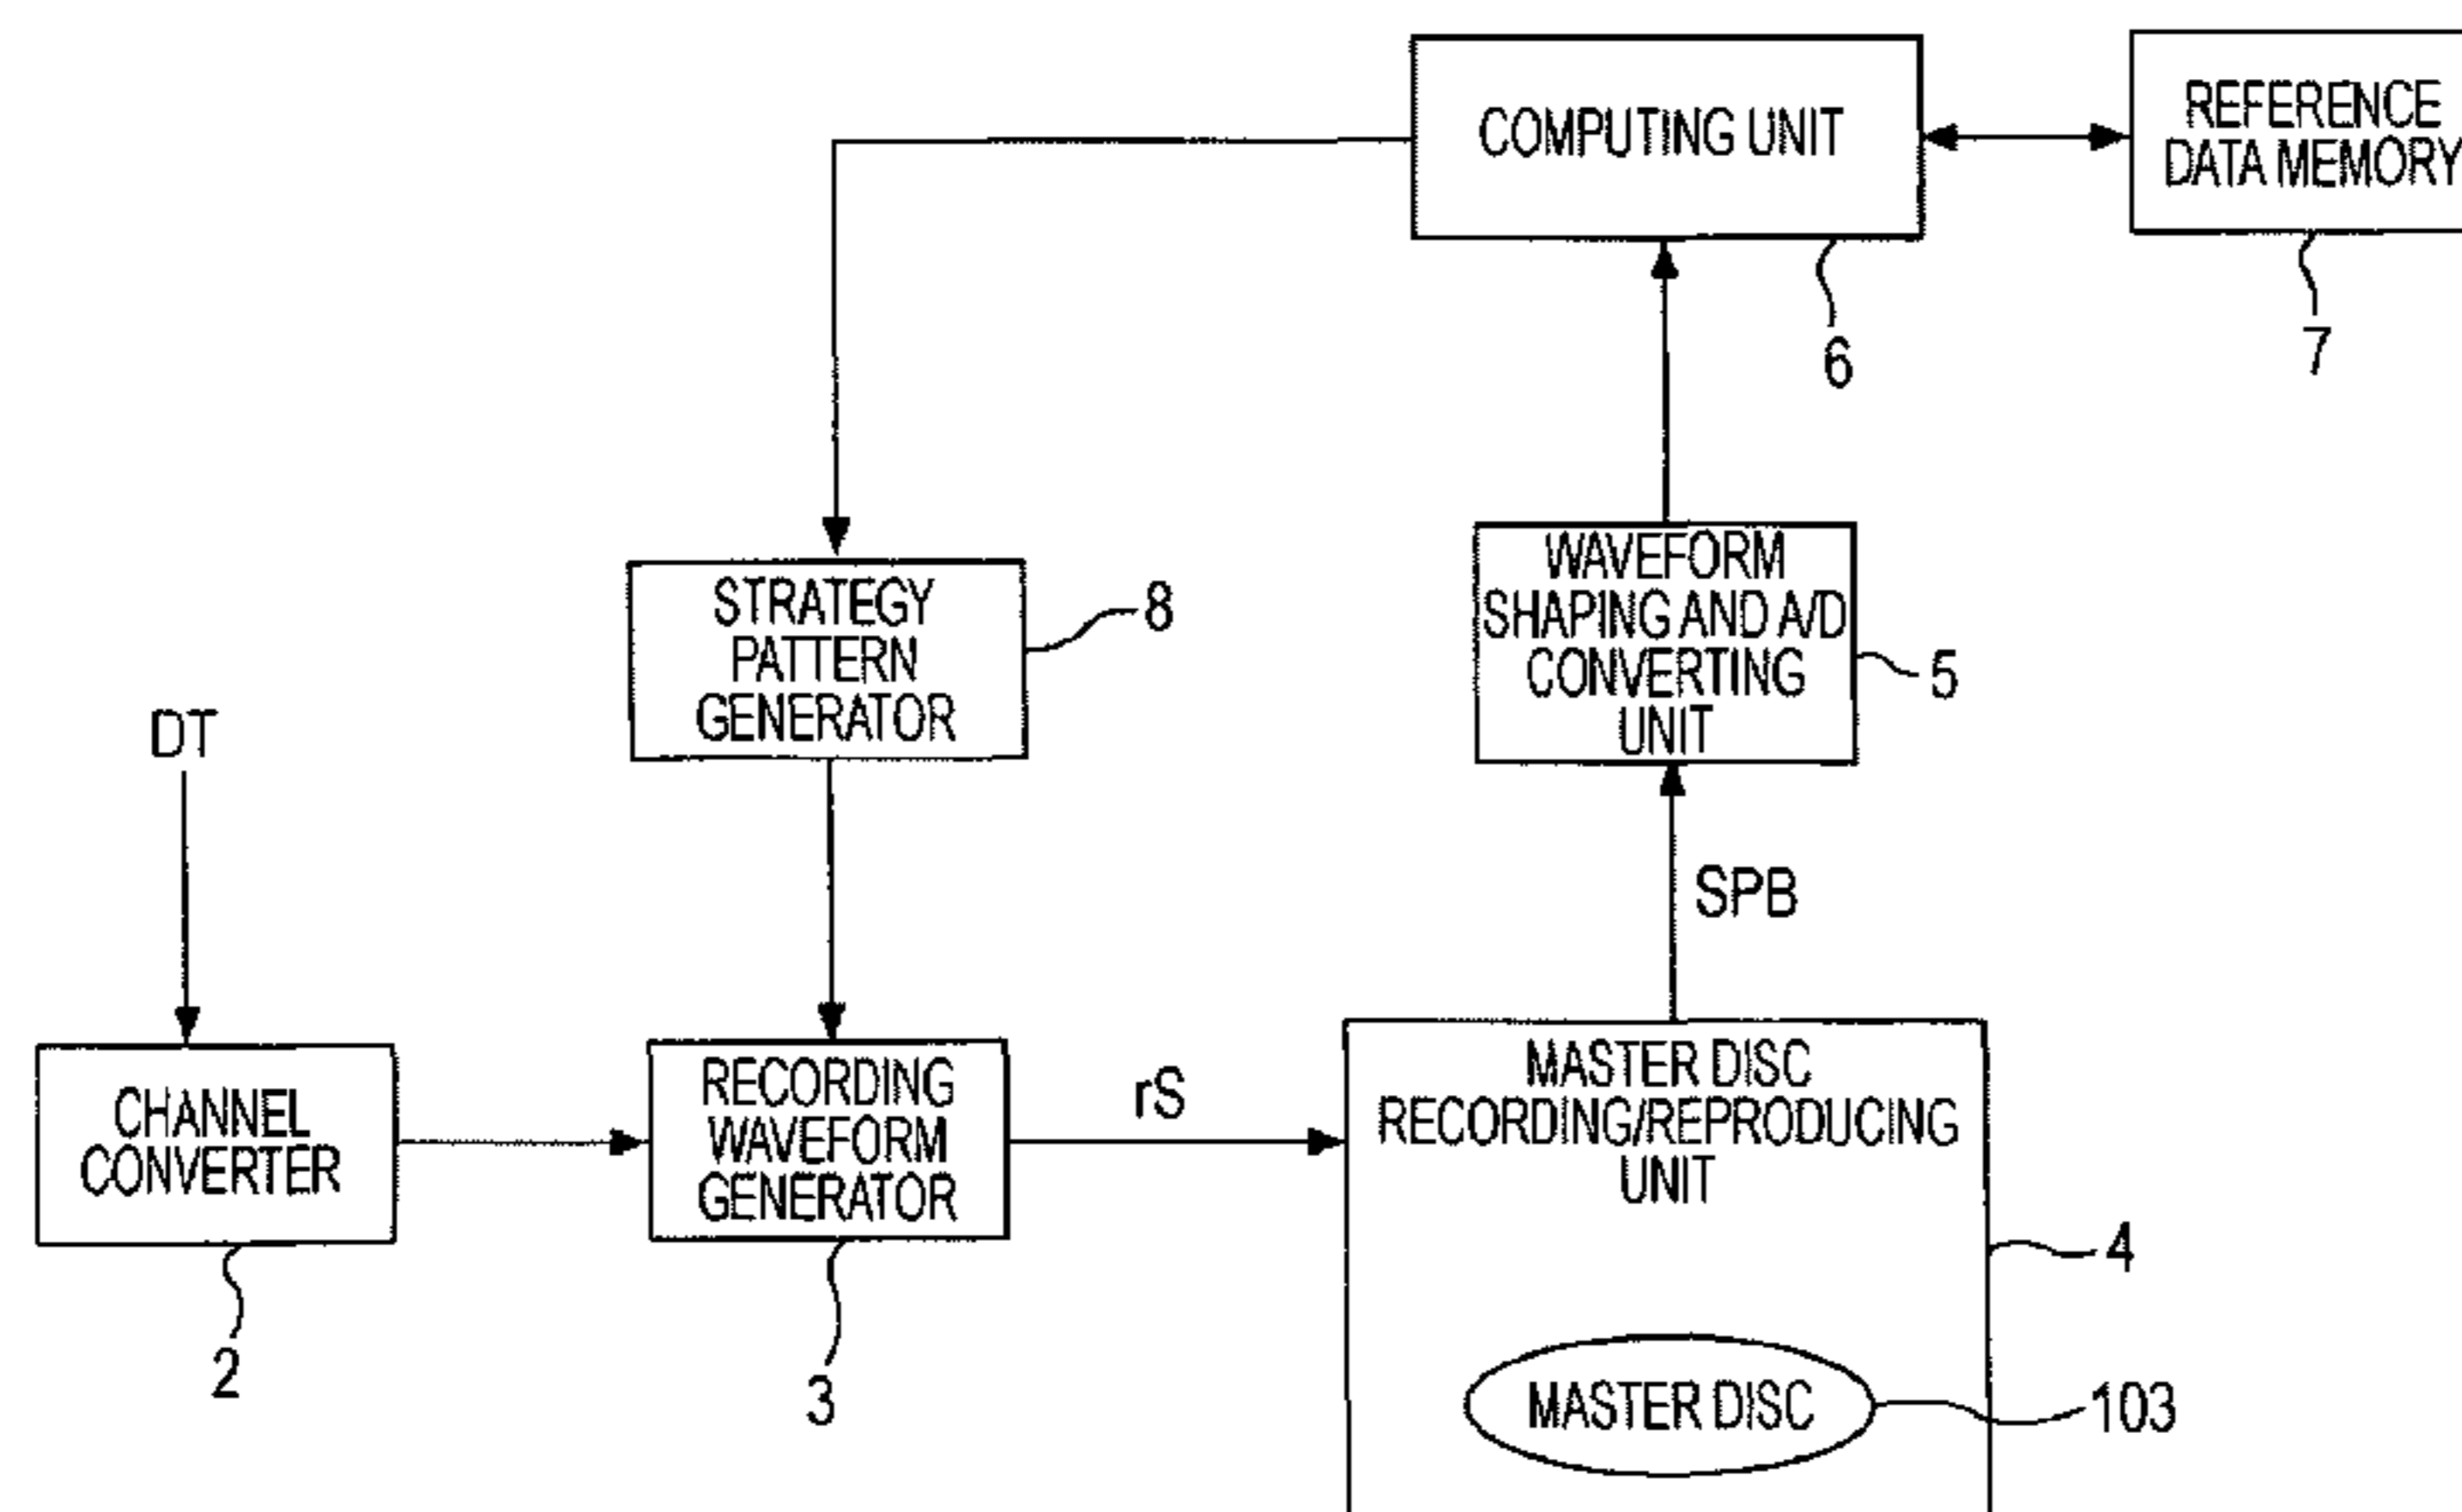 COMPUTING UNIT
REFERENCE
DATA MEMORY
6
7
STRATEGY
PATTERN
GENERATOR
8
WAVEFORM
SHAPING AND A/D
CONVERTING
UNIT
5
DT
SPB
CHANNEL
CONVERTER
2
RECORDING
WAVEFORM
GENERATOR
3
rS
MASTER DISC
RECORDING/REPRODUCING
UNIT
4
MASTER DISC
103